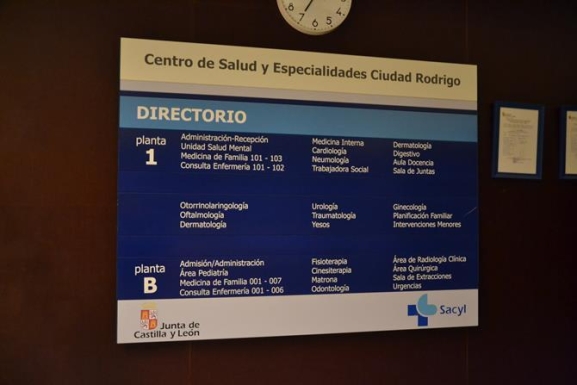 Centro de Salud y Especialidades Ciudad Rodrigo
DIRECTORIO
planta
1
Administración-Recepción
Unidad Salud Mental
Medicina de Familia 101 - 103
Consulta Enfermería 101 - 102
Medicina Interna
Cardiología
Neumología
Trabajadora Social
Dermatología
Digestivo
Aula Docencia
Sala de Juntas
Otorrinolaringología
Oftalmología
Dermatología
Urología
Traumatología
Yesos
Ginecología
Planificación Familiar
Intervenciones Menores
planta
B
Admisión/Administración
Área Pediatría
Medicina de Familia 001 - 007
Consulta Enfermería 001 - 006
Fisioterapia
Cinesiterapia
Matrona
Odontología
Área de Radiología Clínica
Área Quirúrgica
Sala de Extracciones
Urgencias
Junta de
Castilla y León
Sacyl